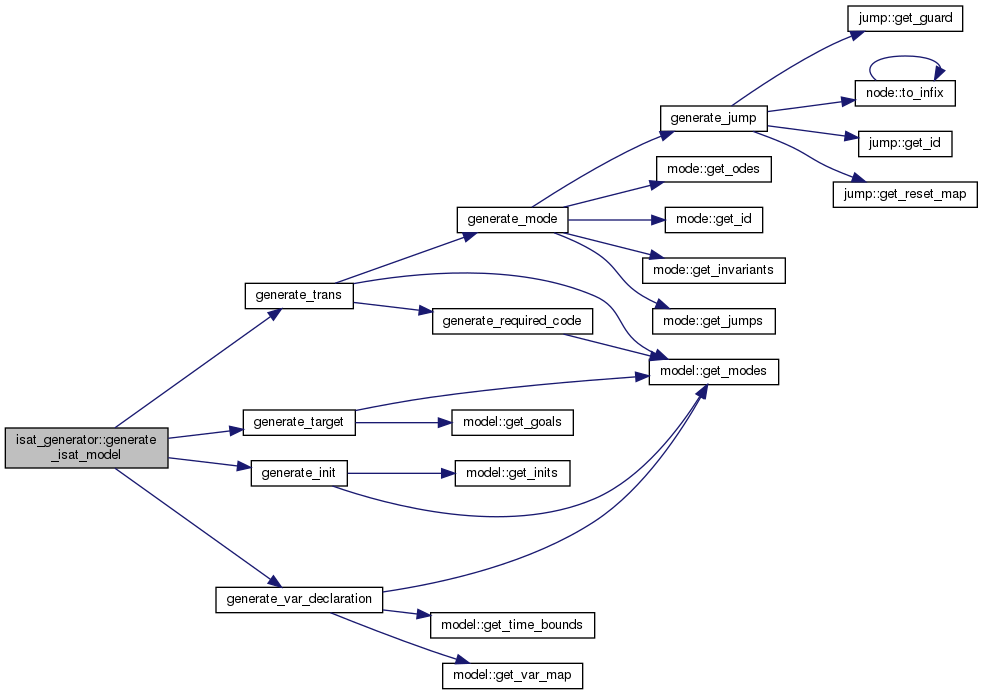 jump::get_guard
node::to_infix
generate_jump
jump::get_id
mode::get_odes
jump::get_reset_map
generate_mode
mode::get_id
mode::get_invariants
generate_trans
generate_required_code
mode::get_jumps
model::get_modes
generate_target
model::get_goals
isat_generator::generate
_isat_model
generate_init
model::get_inits
generate_var_declaration
model::get_time_bounds
model::get_var_map